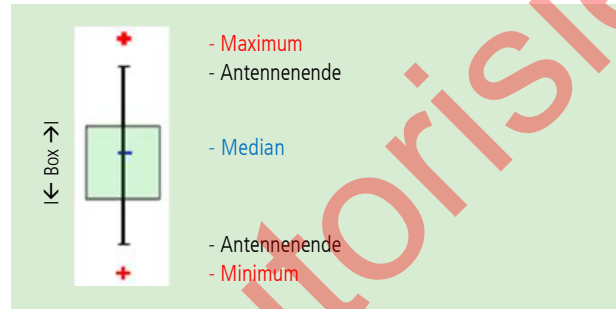 - Maximum
- Antennenende
|← Box →|
- Median
- Antennenende
- Minimum